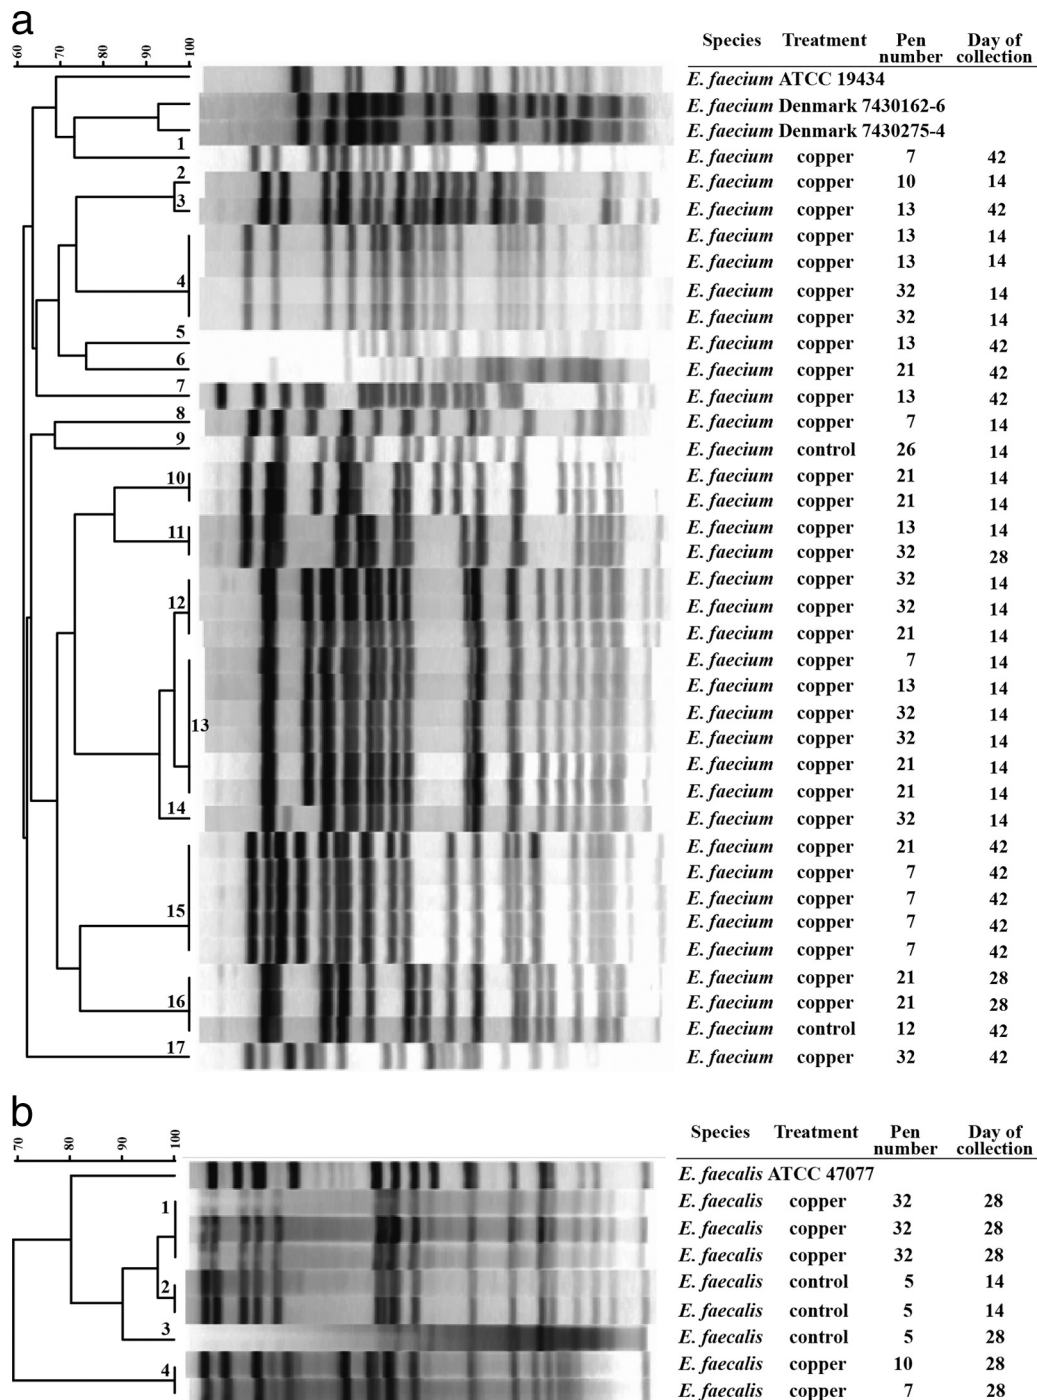 a
60 70 80 90 100
Species Treatment Pen number Day of collection
E. faecium ATCC 19434
E. faecium Denmark 7430162-6
E. faecium Denmark 7430275-4
1 E. faecium copper 7 42
2 E. faecium copper 10 14
3 E. faecium copper 13 42
E. faecium copper 13 14
E. faecium copper 13 14
4 E. faecium copper 32 14
E. faecium copper 32 14
5 E. faecium copper 13 42
6 E. faecium copper 21 42
7 E. faecium copper 13 42
8 E. faecium copper 7 14
9 E. faecium control 26 14
10 E. faecium copper 21 14
E. faecium copper 21 14
11 E. faecium copper 13 14
E. faecium copper 32 28
E. faecium copper 32 14
12 E. faecium copper 32 14
E. faecium copper 21 14
E. faecium copper 7 14
E. faecium copper 13 14
E. faecium copper 32 14
13 E. faecium copper 32 14
E. faecium copper 21 14
E. faecium copper 21 14
14 E. faecium copper 32 14
E. faecium copper 21 42
E. faecium copper 7 42
E. faecium copper 7 42
15 E. faecium copper 7 42
E. faecium copper 7 42
E. faecium copper 21 28
16 E. faecium copper 21 28
E. faecium control 12 42
17 E. faecium copper 32 42
b
70 80 90 100
Species Treatment Pen number Day of collection
E. faecalis ATCC 47077
1 E. faecalis copper 32 28
E. faecalis copper 32 28
E. faecalis copper 32 28
2 E. faecalis control 5 14
E. faecalis control 5 14
3 E. faecalis control 5 28
4 E. faecalis copper 10 28
E. faecalis copper 7 28